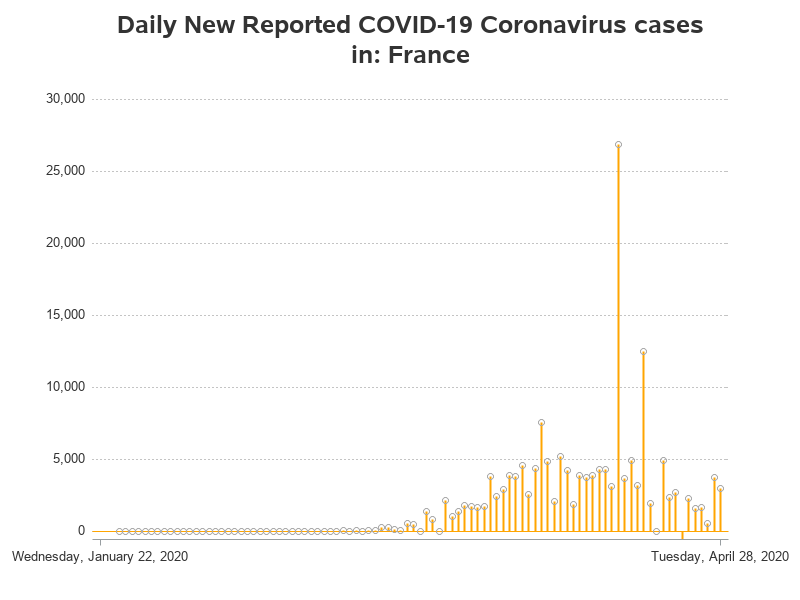 Daily New Reported COVID-19 Coronavirus cases
in: France
30,000
25,000
20,000
15,000
10,000
5,000
0
Wednesday, January 22, 2020
Tuesday, April 28, 2020